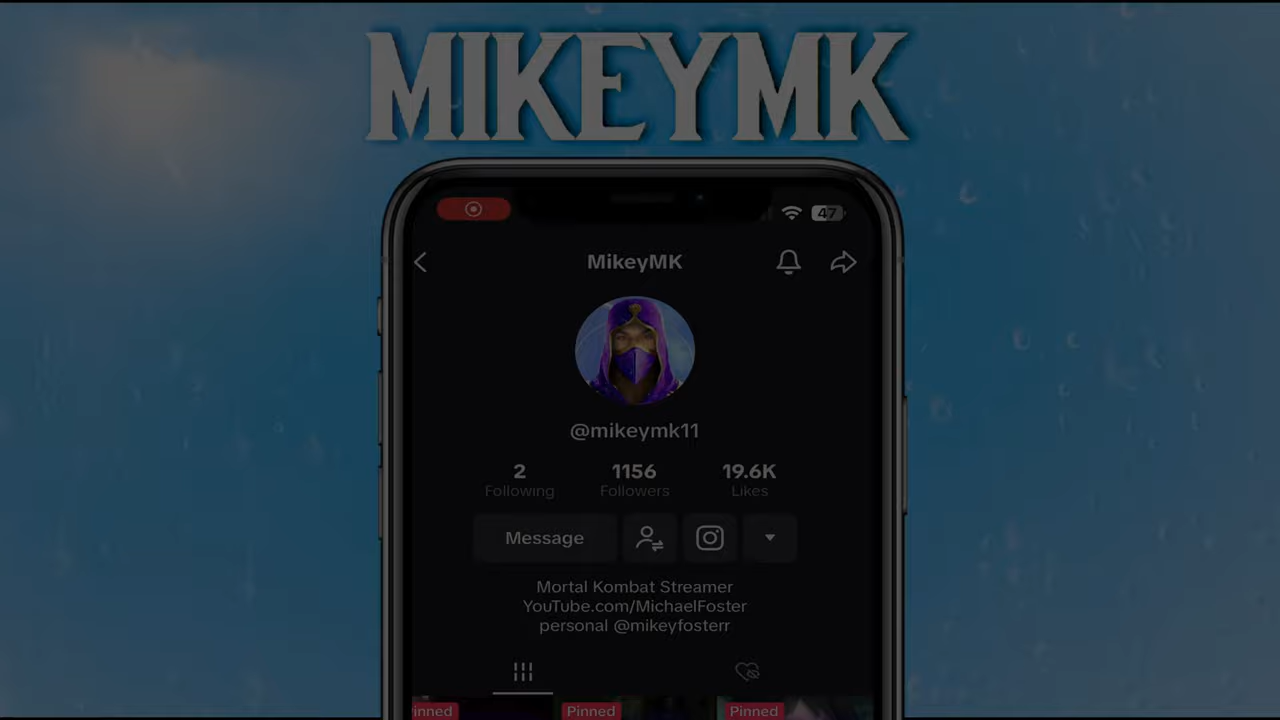 MIKEYMK
47
MikeyMK
@mikeymk11
2 1156 19.6K
Following Followers Likes
Message
Mortal Kombat Streamer
YouTube.com/MichaelFoster
personal @mikeyfosterr
inned Pinned Pinned